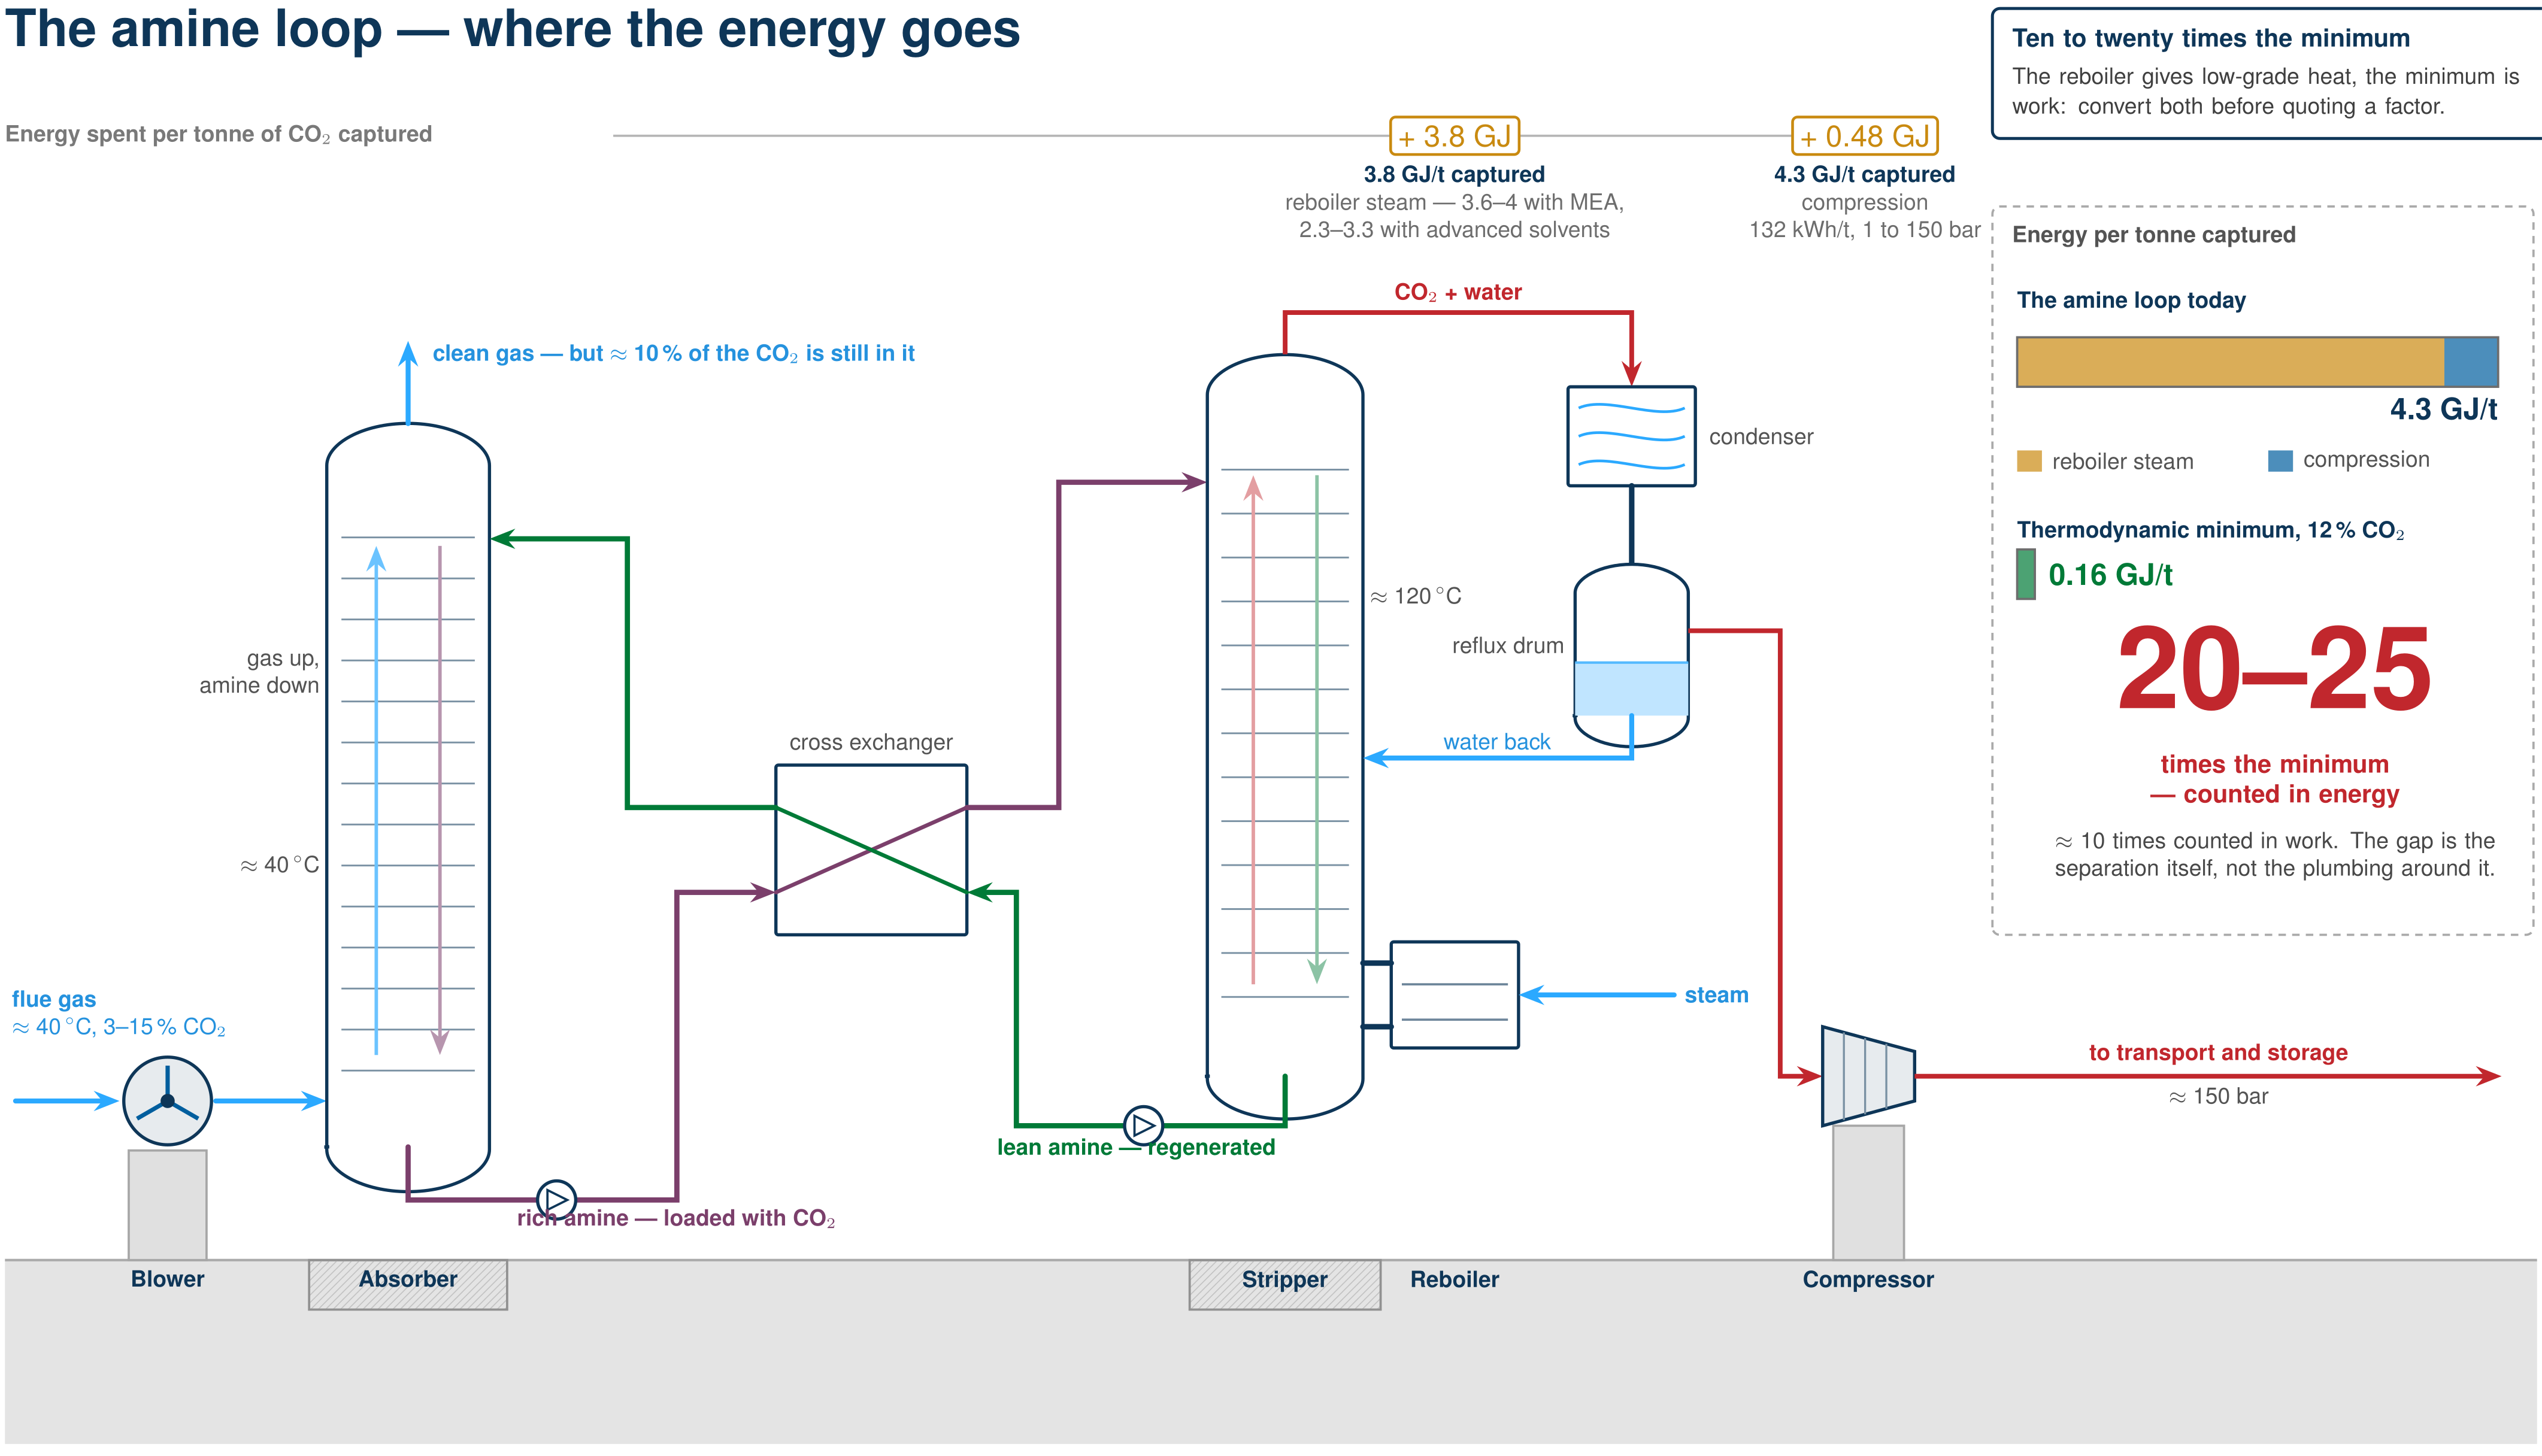 The amine loop — where the energy goes
Ten to twenty times the minimum
The reboiler gives low-grade heat, the minimum is
work: convert both before quoting a factor.
Energy spent per tonne of CO₂ captured
+ 3.8 GJ
3.8 GJ/t captured
reboiler steam — 3.6–4 with MEA,
2.3–3.3 with advanced solvents
+ 0.48 GJ
4.3 GJ/t captured
compression
132 kWh/t, 1 to 150 bar
Energy per tonne captured
The amine loop today
4.3 GJ/t
reboiler steam
compression
Thermodynamic minimum, 12 % CO₂
0.16 GJ/t
20–25
times the minimum
— counted in energy
≈ 10 times counted in work. The gap is the
separation itself, not the plumbing around it.
CO₂ + water
clean gas — but ≈ 10 % of the CO₂ is still in it
condenser
≈ 120 °C
reflux drum
gas up,
amine down
cross exchanger
water back
≈ 40 °C
flue gas
≈ 40 °C, 3–15 % CO₂
steam
to transport and storage
≈ 150 bar
lean amine — regenerated
rich amine — loaded with CO₂
Blower
Absorber
Stripper
Reboiler
Compressor